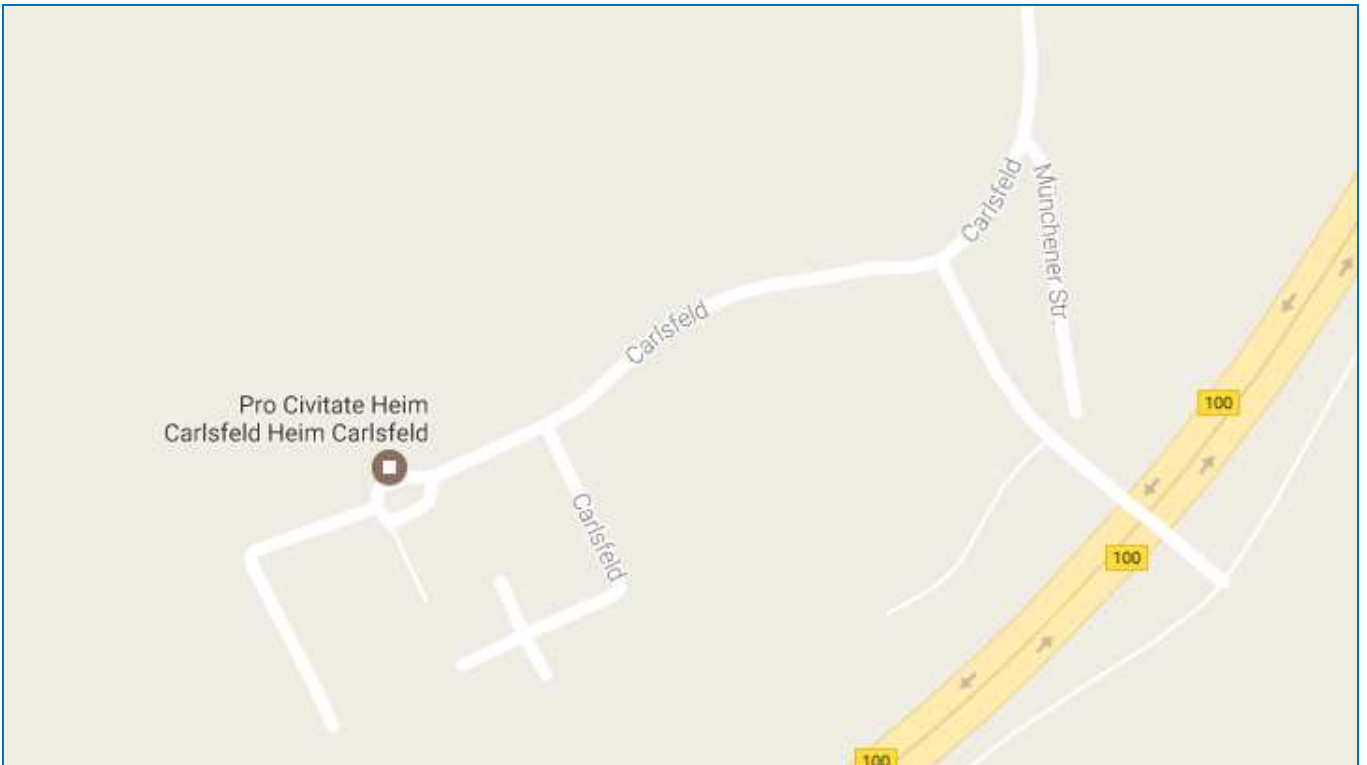 Carlsfeld
Münchener Str.
Carlsfeld
100
Pro Civitate Heim
Carlsfeld Heim Carlsfeld
Carlsfeld
100
100